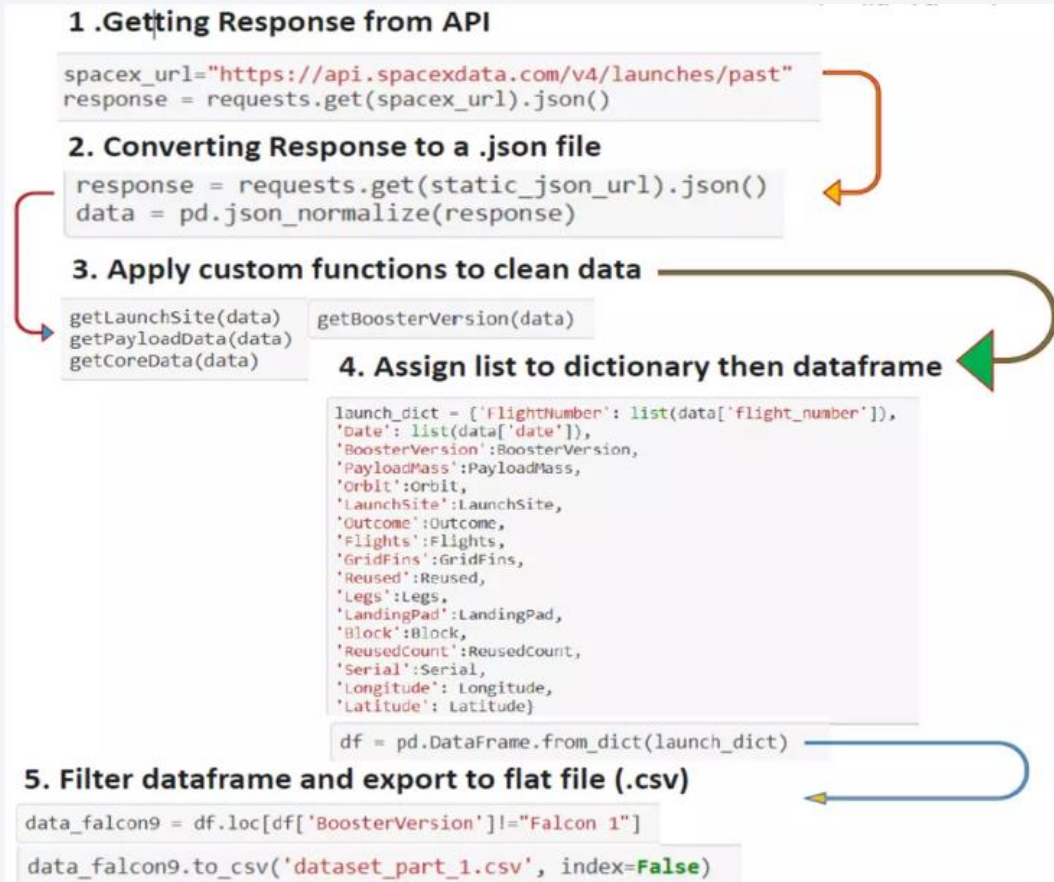 1 .Getting Response from API
spacex_url="https://api.spacexdata.com/v4/launches/past"
response = requests.get(spacex_url).json()
2. Converting Response to a .json file
response = requests.get(static_json_url).json()
data = pd.json_normalize(response)
3. Apply custom functions to clean data
getLaunchSite(data)
getPayloadData(data)
getCoreData(data)
getBoosterVersion(data)
4. Assign list to dictionary then dataframe
launch_dict = {'FlightNumber': list(data['flight_number']),
'Date': list(data['date']),
'BoosterVersion':BoosterVersion,
'PayloadMass':PayloadMass,
'Orbit':Orbit,
'LaunchSite':LaunchSite,
'Outcome':Outcome,
'Flights':Flights,
'GridFins':GridFins,
'Reused':Reused,
'Legs':Legs,
'LandingPad':LandingPad,
'Block':Block,
'ReusedCount':ReusedCount,
'Serial':Serial,
'Longitude': Longitude,
'Latitude': Latitude}
df = pd.DataFrame.from_dict(launch_dict)
5. Filter dataframe and export to flat file (.csv)
data_falcon9 = df.loc[df['BoosterVersion']!="Falcon 1"]
data_falcon9.to_csv('dataset_part_1.csv', index=False)